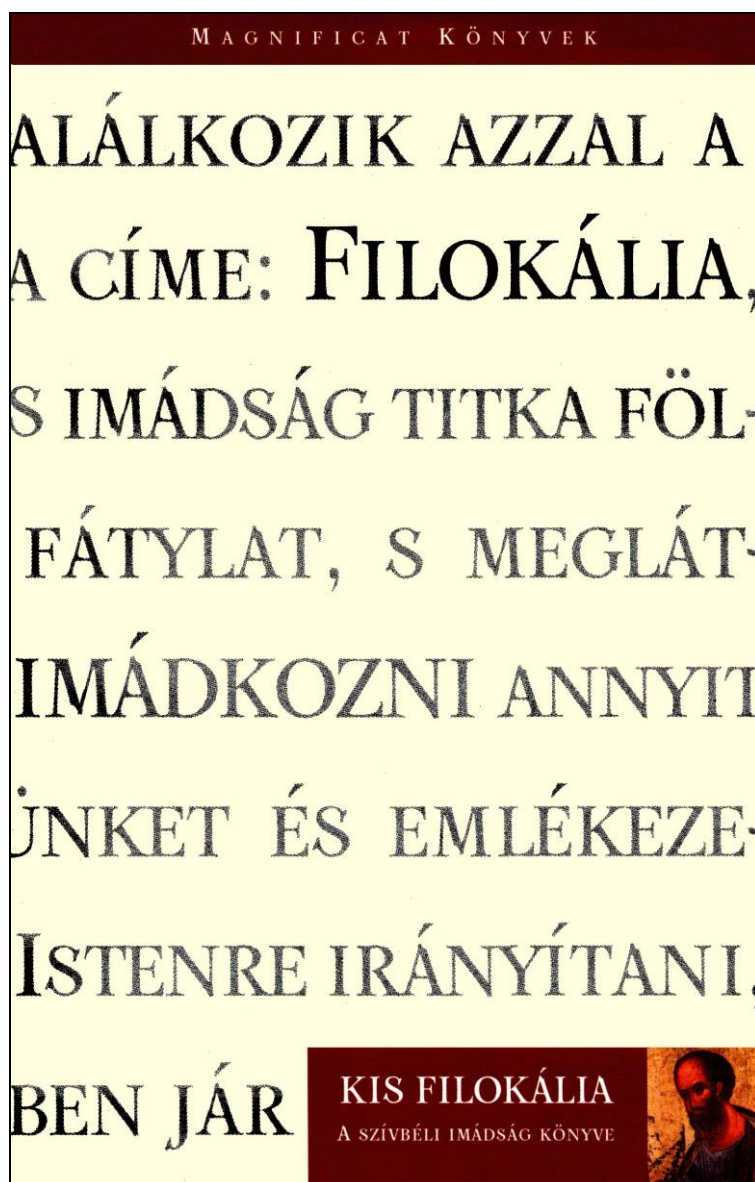 MAGNIFICAT KÖNYVEK
ALÁLKOZIK AZZAL A
A CÍME: FILOKÁLIA,
S IMÁDSÁG TITKA FÖL-
FÁTYLAT, S MEGLÁT-
IMÁDKOZNI ANNYIT
ÜNKET ÉS EMLÉKEZE-
ISTENRE IRÁNYÍTANI,
BEN JÁR
KIS FILOKÁLIA
A SZÍVBÉLI IMÁDSÁG KÖNYVE